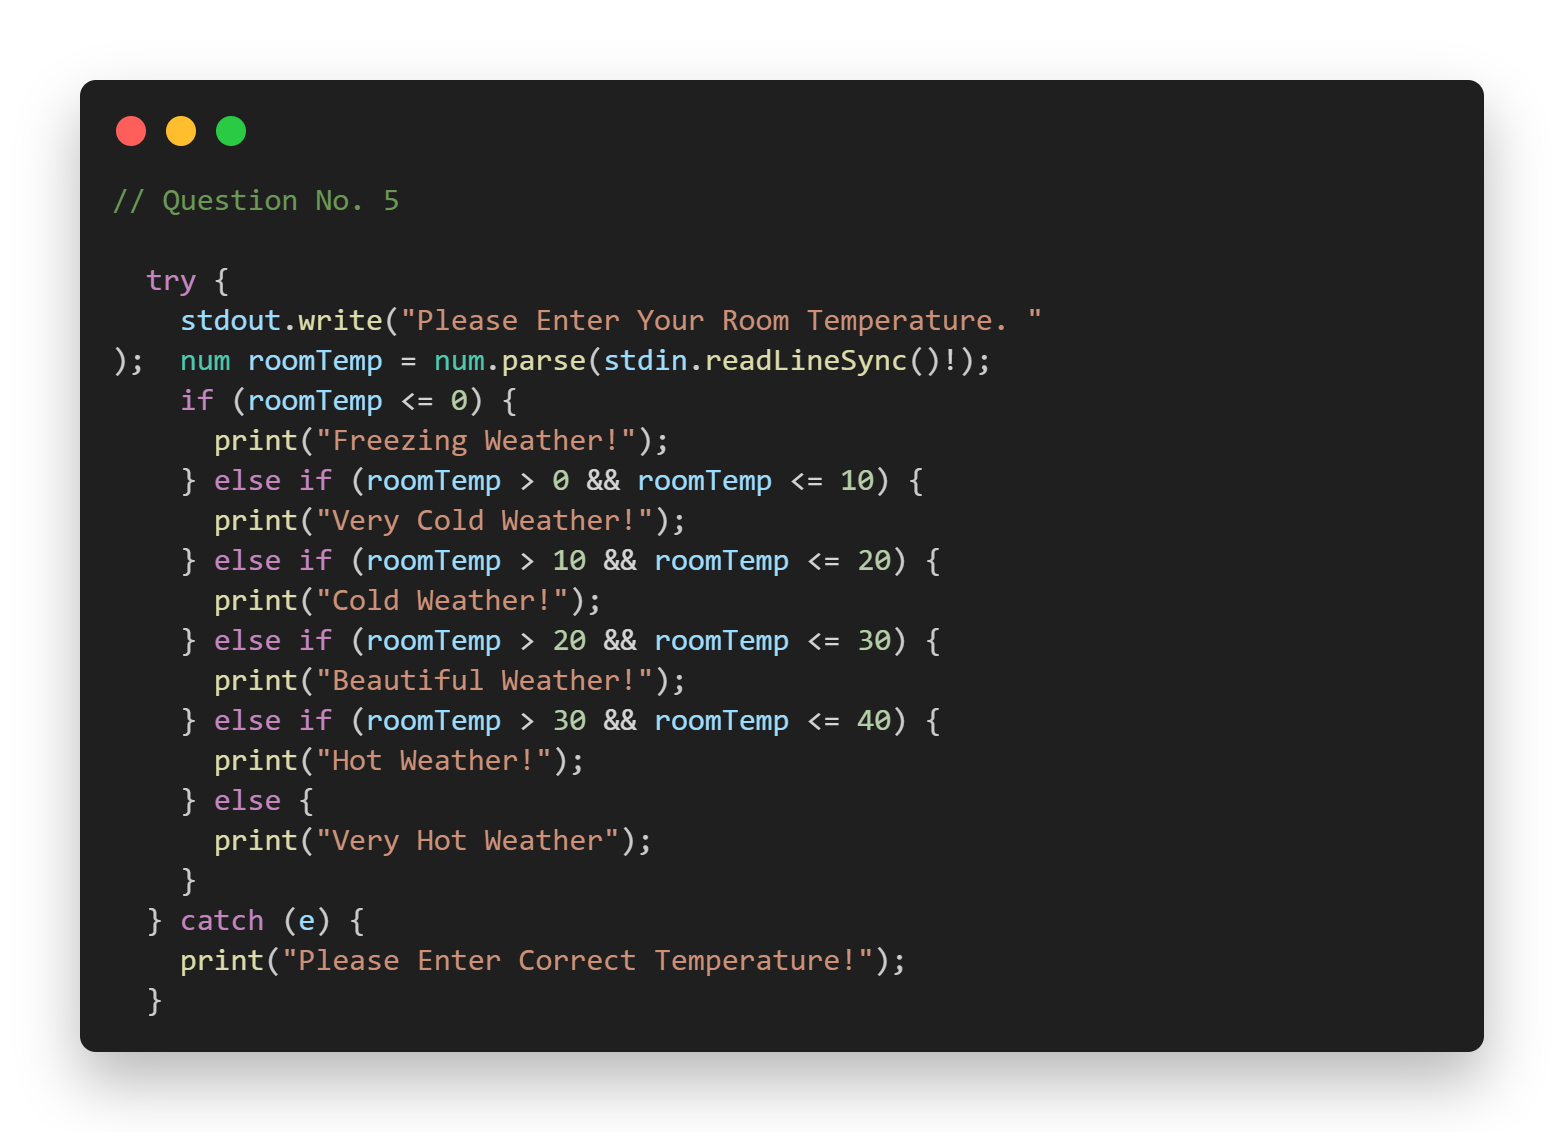 // Question No. 5
try {
stdout.write("Please Enter Your Room Temperature. "
);  num roomTemp = num.parse(stdin.readLineSync()!);
if (roomTemp <= 0) {
print("Freezing Weather!");
} else if (roomTemp > 0 && roomTemp <= 10) {
print("Very Cold Weather!");
} else if (roomTemp > 10 && roomTemp <= 20) {
print("Cold Weather!");
} else if (roomTemp > 20 && roomTemp <= 30) {
print("Beautiful Weather!");
} else if (roomTemp > 30 && roomTemp <= 40) {
print("Hot Weather!");
} else {
print("Very Hot Weather");
}
} catch (e) {
print("Please Enter Correct Temperature!");
}